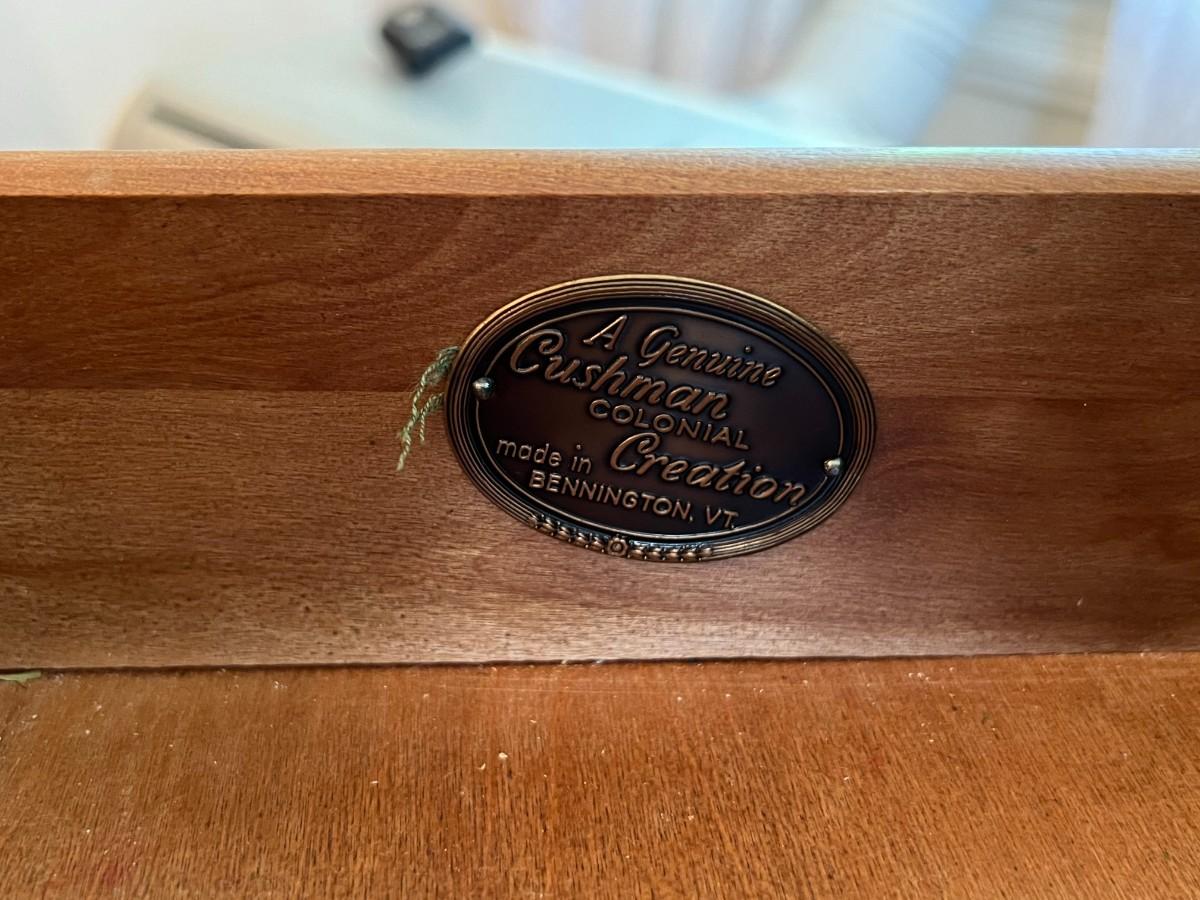 A Genuine
Cushman
COLONIAL
Creation
made in
BENNINGTON, VT.